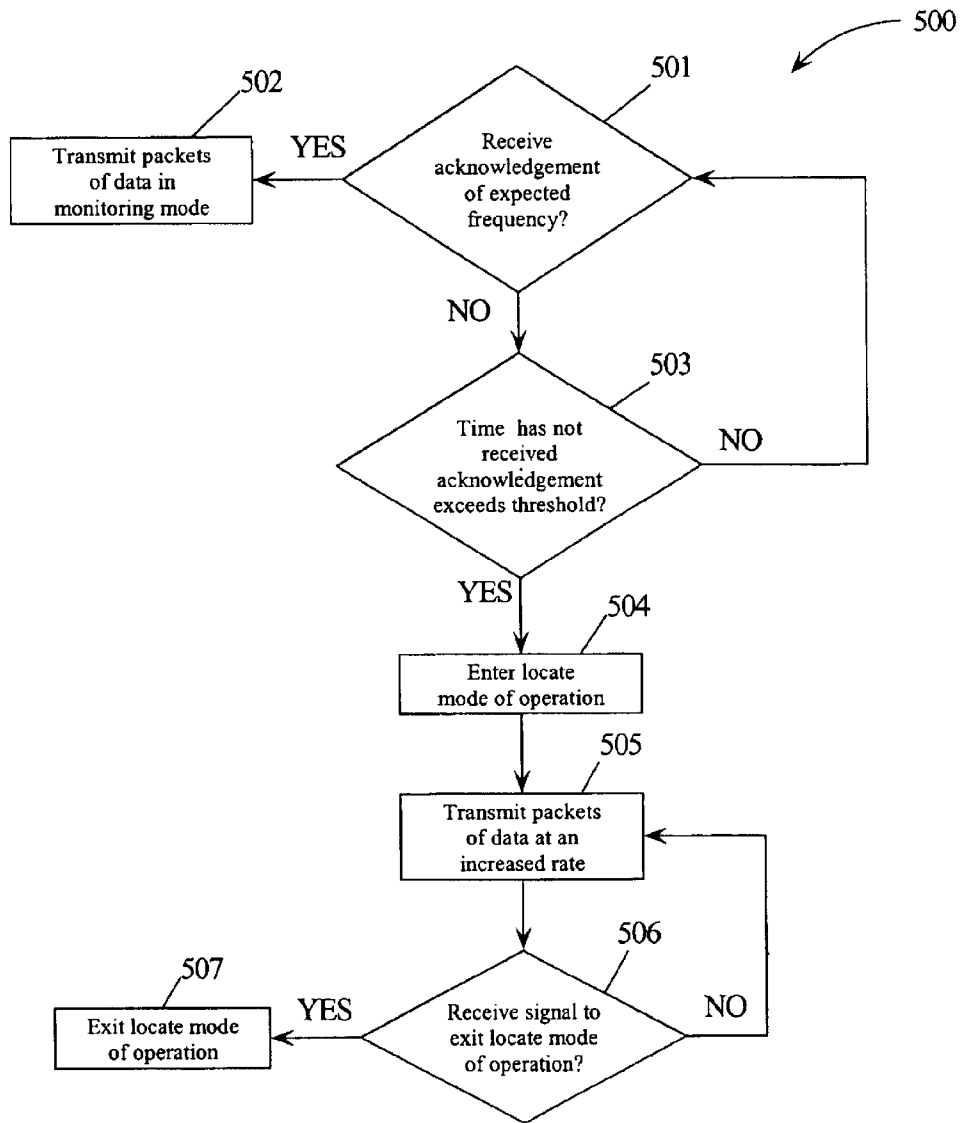 500
501
502
Receive
acknowledgement
of expected
frequency?
YES
Transmit packets
of data in
monitoring mode
NO
503
Time has not
received
acknowledgement
exceeds threshold?
NO
YES
504
Enter locate
mode of operation
505
Transmit packets
of data at an
increased rate
506
Receive signal to
exit locate mode
of operation?
NO
YES
507
Exit locate mode
of operation